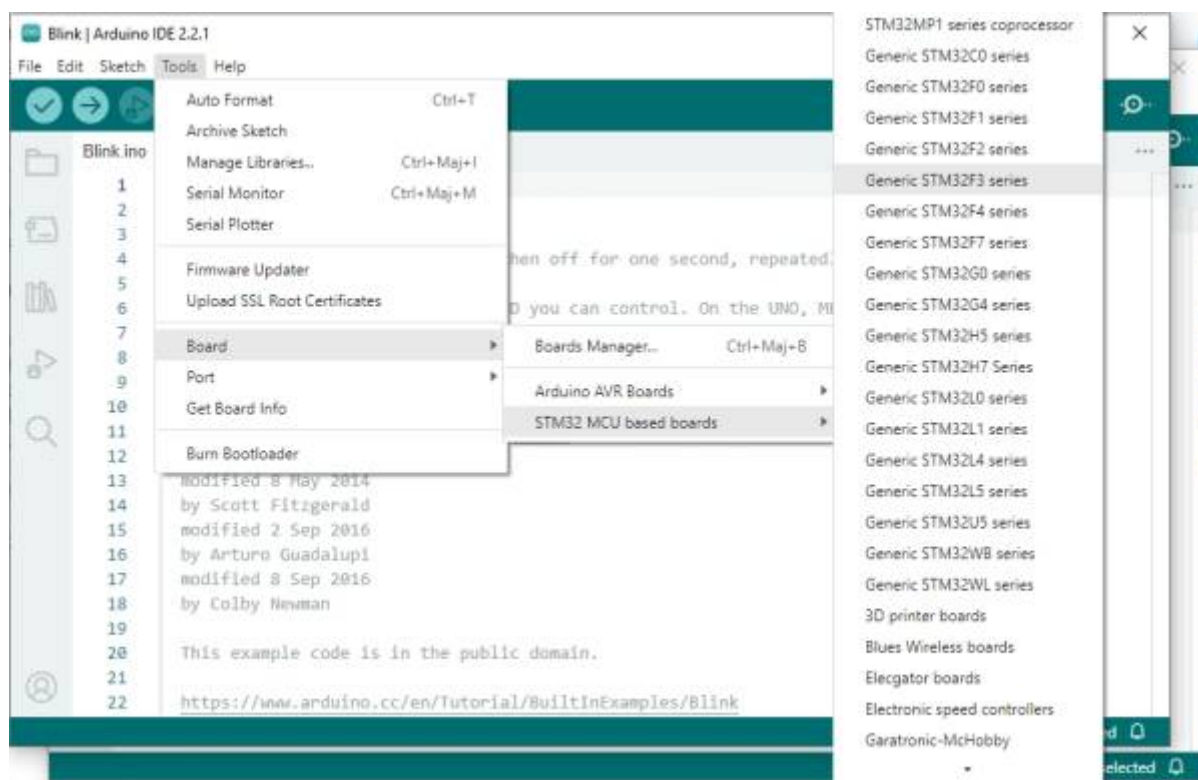 Blink | Arduino IDE 2.2.1
File Edit Sketch Tools Help
Auto Format Ctrl+T
Archive Sketch
Manage Libraries... Ctrl+Maj+I
Serial Monitor Ctrl+Maj+M
Serial Plotter
Firmware Updater
Upload SSL Root Certificates
Board
Port
Get Board Info
Burn Bootloader
Boards Manager... Ctrl+Maj+B
Arduino AVR Boards
STM32 MCU based boards
STM32MP1 series coprocessor
Generic STM32C0 series
Generic STM32F0 series
Generic STM32F1 series
Generic STM32F2 series
Generic STM32F3 series
Generic STM32F4 series
Generic STM32F7 series
Generic STM32G0 series
Generic STM32G4 series
Generic STM32H5 series
Generic STM32H7 Series
Generic STM32L0 series
Generic STM32L1 series
Generic STM32L4 series
Generic STM32L5 series
Generic STM32U5 series
Generic STM32WB series
Generic STM32WL series
3D printer boards
Blues Wireless boards
Elecgator boards
Electronic speed controllers
Garatronic-McHobby
Blink.ino
1
2
3
4 hen off for one second, repeated
5
6 D you can control. On the UNO, M
7
8
9
10
11
12
13 modified 8 May 2014
14 by Scott Fitzgerald
15 modified 2 Sep 2016
16 by Arturo Guadalupi
17 modified 8 Sep 2016
18 by Colby Newman
19
20 This example code is in the public domain.
21
22 https://www.arduino.cc/en/Tutorial/BuiltInExamples/Blink
d
elected